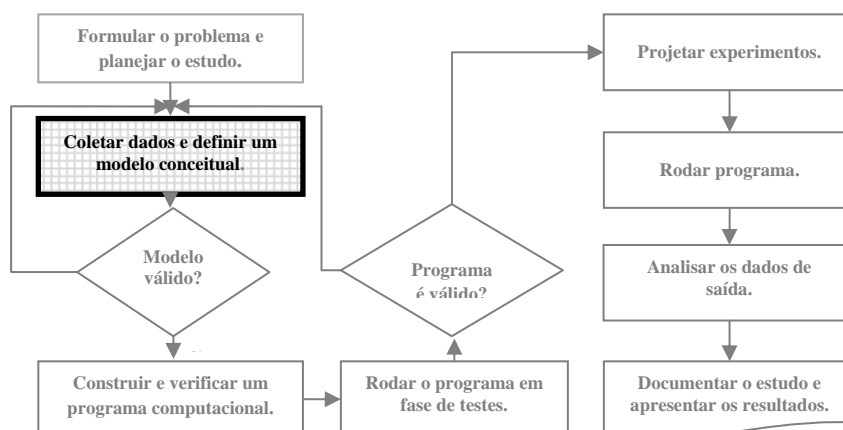 Formular o problema e
planejar o estudo.
Coletar dados e definir um
modelo conceitual.
Modelo
válido?
Construir e verificar um
programa computacional.
Rodar o programa em
fase de testes.
Programa
é válido?
Projetar experimentos.
Rodar programa.
Analisar os dados de
saída.
Documentar o estudo e
apresentar os resultados.